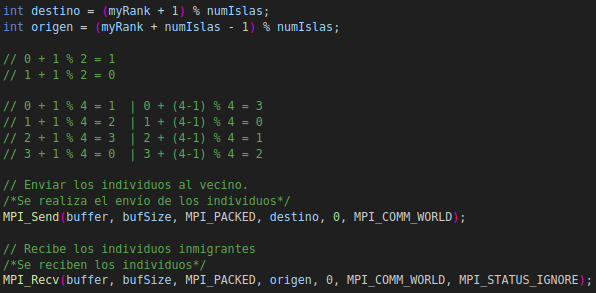 int destino = (myRank + 1) % numIslas;
int origen = (myRank + numIslas - 1) % numIslas;
// 0 + 1 % 2 = 1
// 1 + 1 % 2 = 0
// 0 + 1 % 4 = 1  | 0 + (4-1) % 4 = 3
// 1 + 1 % 4 = 2  | 1 + (4-1) % 4 = 0
// 2 + 1 % 4 = 3  | 2 + (4-1) % 4 = 1
// 3 + 1 % 4 = 0  | 3 + (4-1) % 4 = 2
// Enviar los individuos al vecino.
/*Se realiza el envío de los individuos*/
MPI_Send(buffer, bufSize, MPI_PACKED, destino, 0, MPI_COMM_WORLD);
// Recibe los individuos inmigrantes
/*Se reciben los individuos*/
MPI_Recv(buffer, bufSize, MPI_PACKED, origen, 0, MPI_COMM_WORLD, MPI_STATUS_IGNORE);